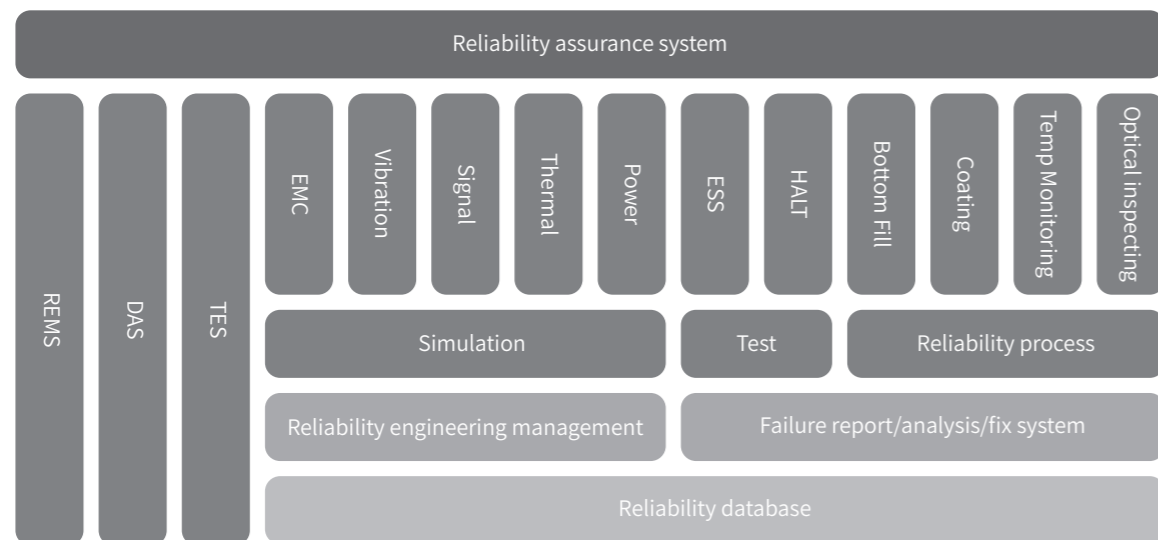 Reliability assurance system
REMS
DAS
TES
EMC
Vibration
Signal
Thermal
Power
ESS
HALT
Bottom Fill
Coating
Temp Monitoring
Optical inspecting
Simulation
Test
Reliability process
Reliability engineering management
Failure report/analysis/fix system
Reliability database